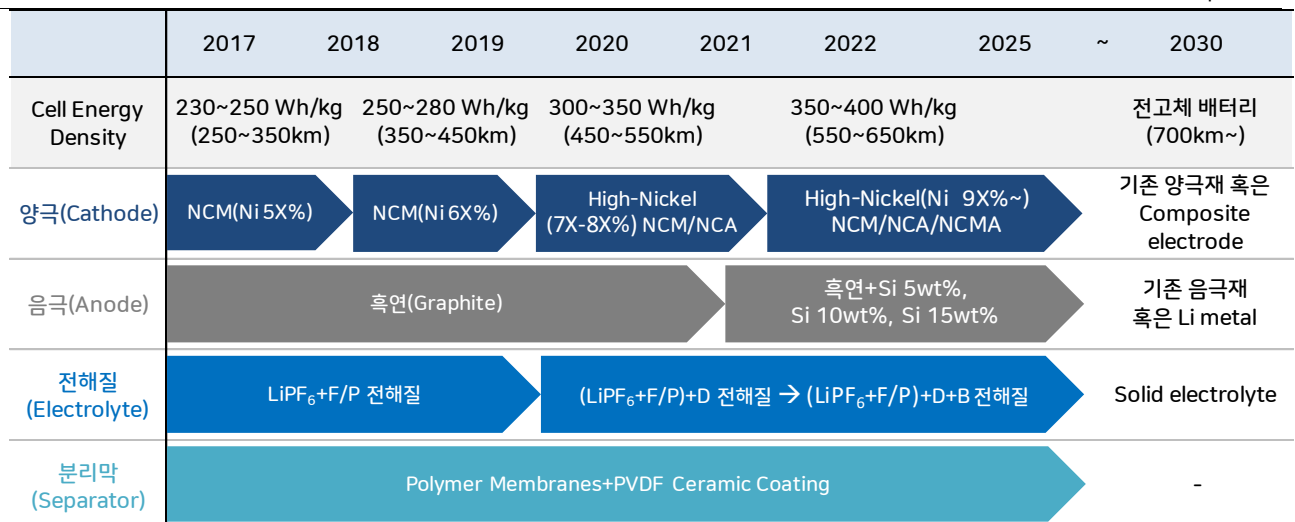 2017 2018 2019 2020 2021 2022 2025 ~ 2030
Cell Energy
Density
230~250 Wh/kg
(250~350km)
250~280 Wh/kg
(350~450km)
300~350 Wh/kg
(450~550km)
350~400 Wh/kg
(550~650km)
전고체 배터리
(700km~)
양극(Cathode)
NCM(Ni 5X%)
NCM(Ni 6X%)
High-Nickel
(7X-8X%) NCM/NCA
High-Nickel(Ni 9X%~)
NCM/NCA/NCMA
기존 양극재 혹은
Composite
electrode
음극(Anode)
흑연(Graphite)
흑연+Si 5wt%,
Si 10wt%, Si 15wt%
기존 음극재
혹은 Li metal
전해질
(Electrolyte)
LiPF₆+F/P 전해질
(LiPF₆+F/P)+D 전해질 → (LiPF₆+F/P)+D+B 전해질
Solid electrolyte
분리막
(Separator)
Polymer Membranes+PVDF Ceramic Coating
-